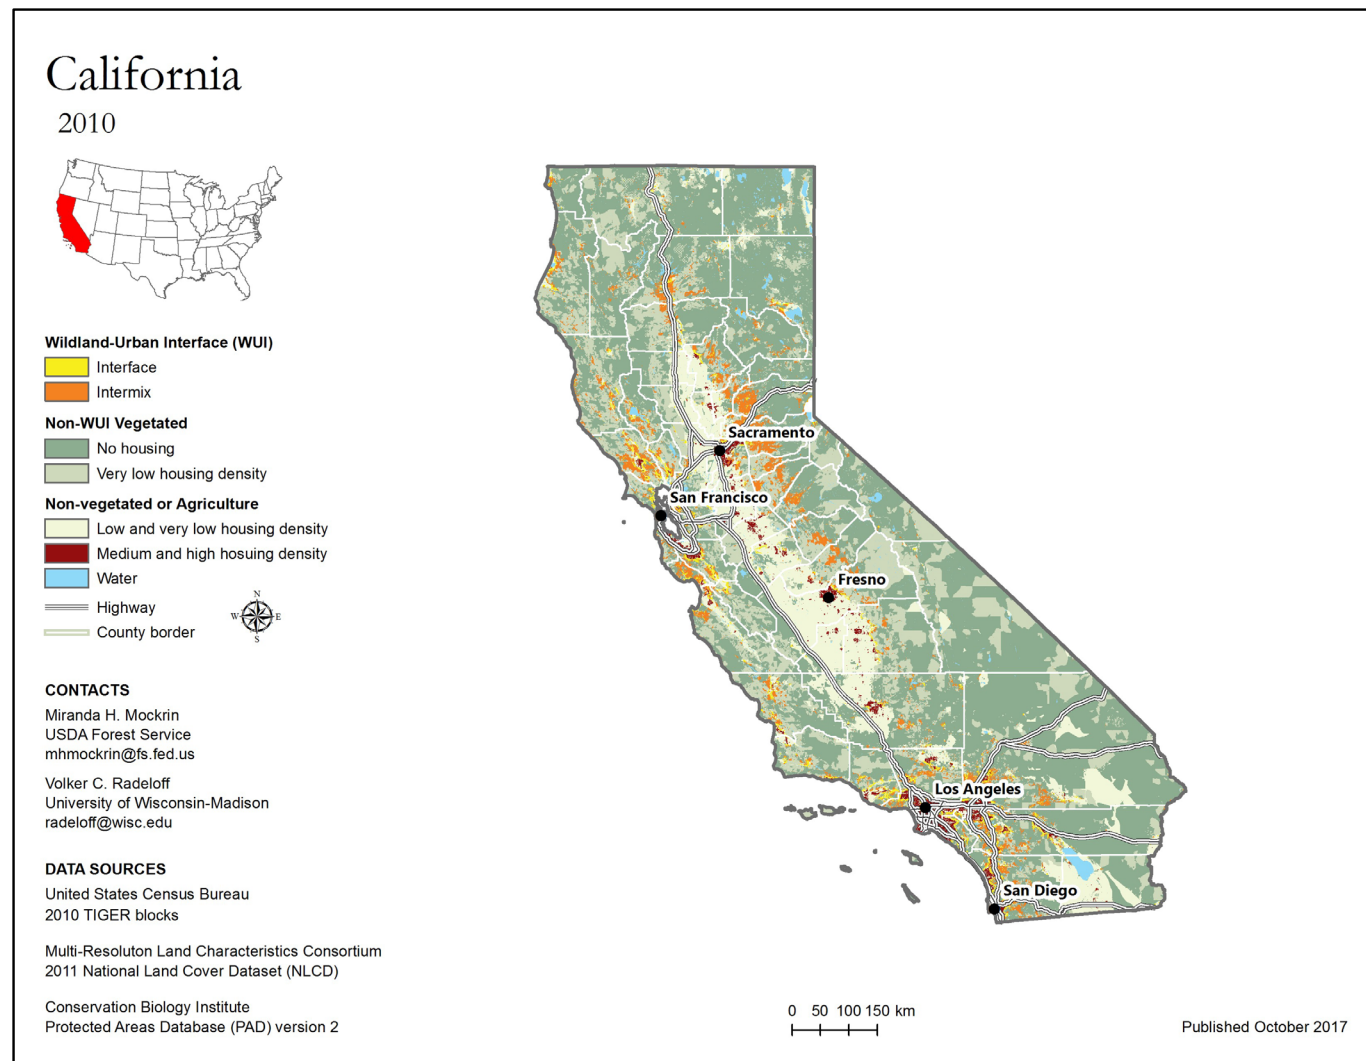 California
2010
Wildland-Urban Interface (WUI)
Interface
Intermix
Non-WUI Vegetated
No housing
Very low housing density
Non-vegetated or Agriculture
Low and very low housing density
Medium and high hosuing density
Water
Highway
County border
N
W E
S
CONTACTS
Miranda H. Mockrin
USDA Forest Service
mhmockrin@fs.fed.us
Volker C. Radeloff
University of Wisconsin-Madison
radeloff@wisc.edu
DATA SOURCES
United States Census Bureau
2010 TIGER blocks
Multi-Resoluton Land Characteristics Consortium
2011 National Land Cover Dataset (NLCD)
Conservation Biology Institute
Protected Areas Database (PAD) version 2
Sacramento
San Francisco
Fresno
Los Angeles
San Diego
0 50 100 150 km
Published October 2017